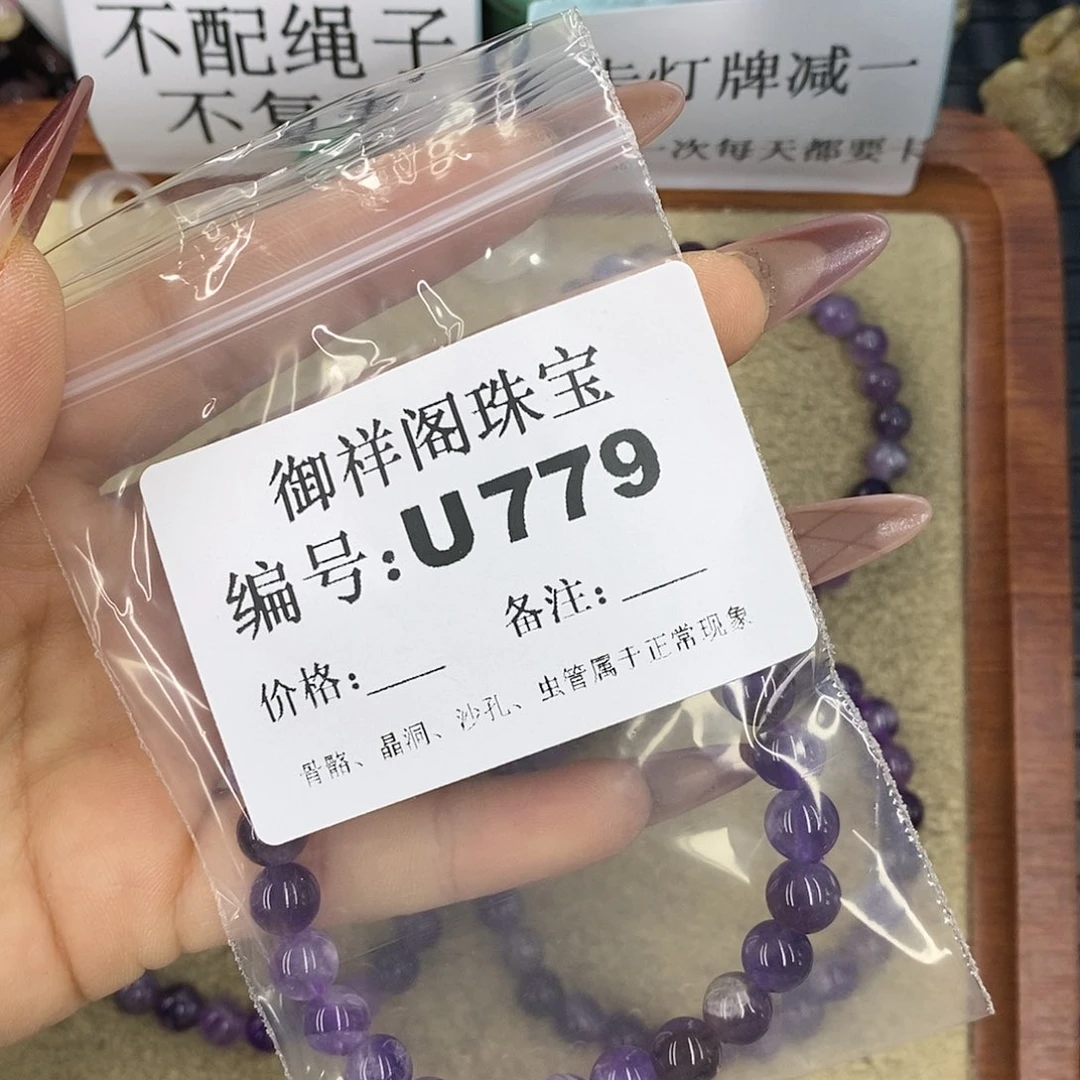 不配绳子
不复
灯牌减一
一次每天都要卡
御祥阁珠宝
编号:U779
价格:___ 备注:___
骨骼、晶洞、沙孔、虫管属于正常现象